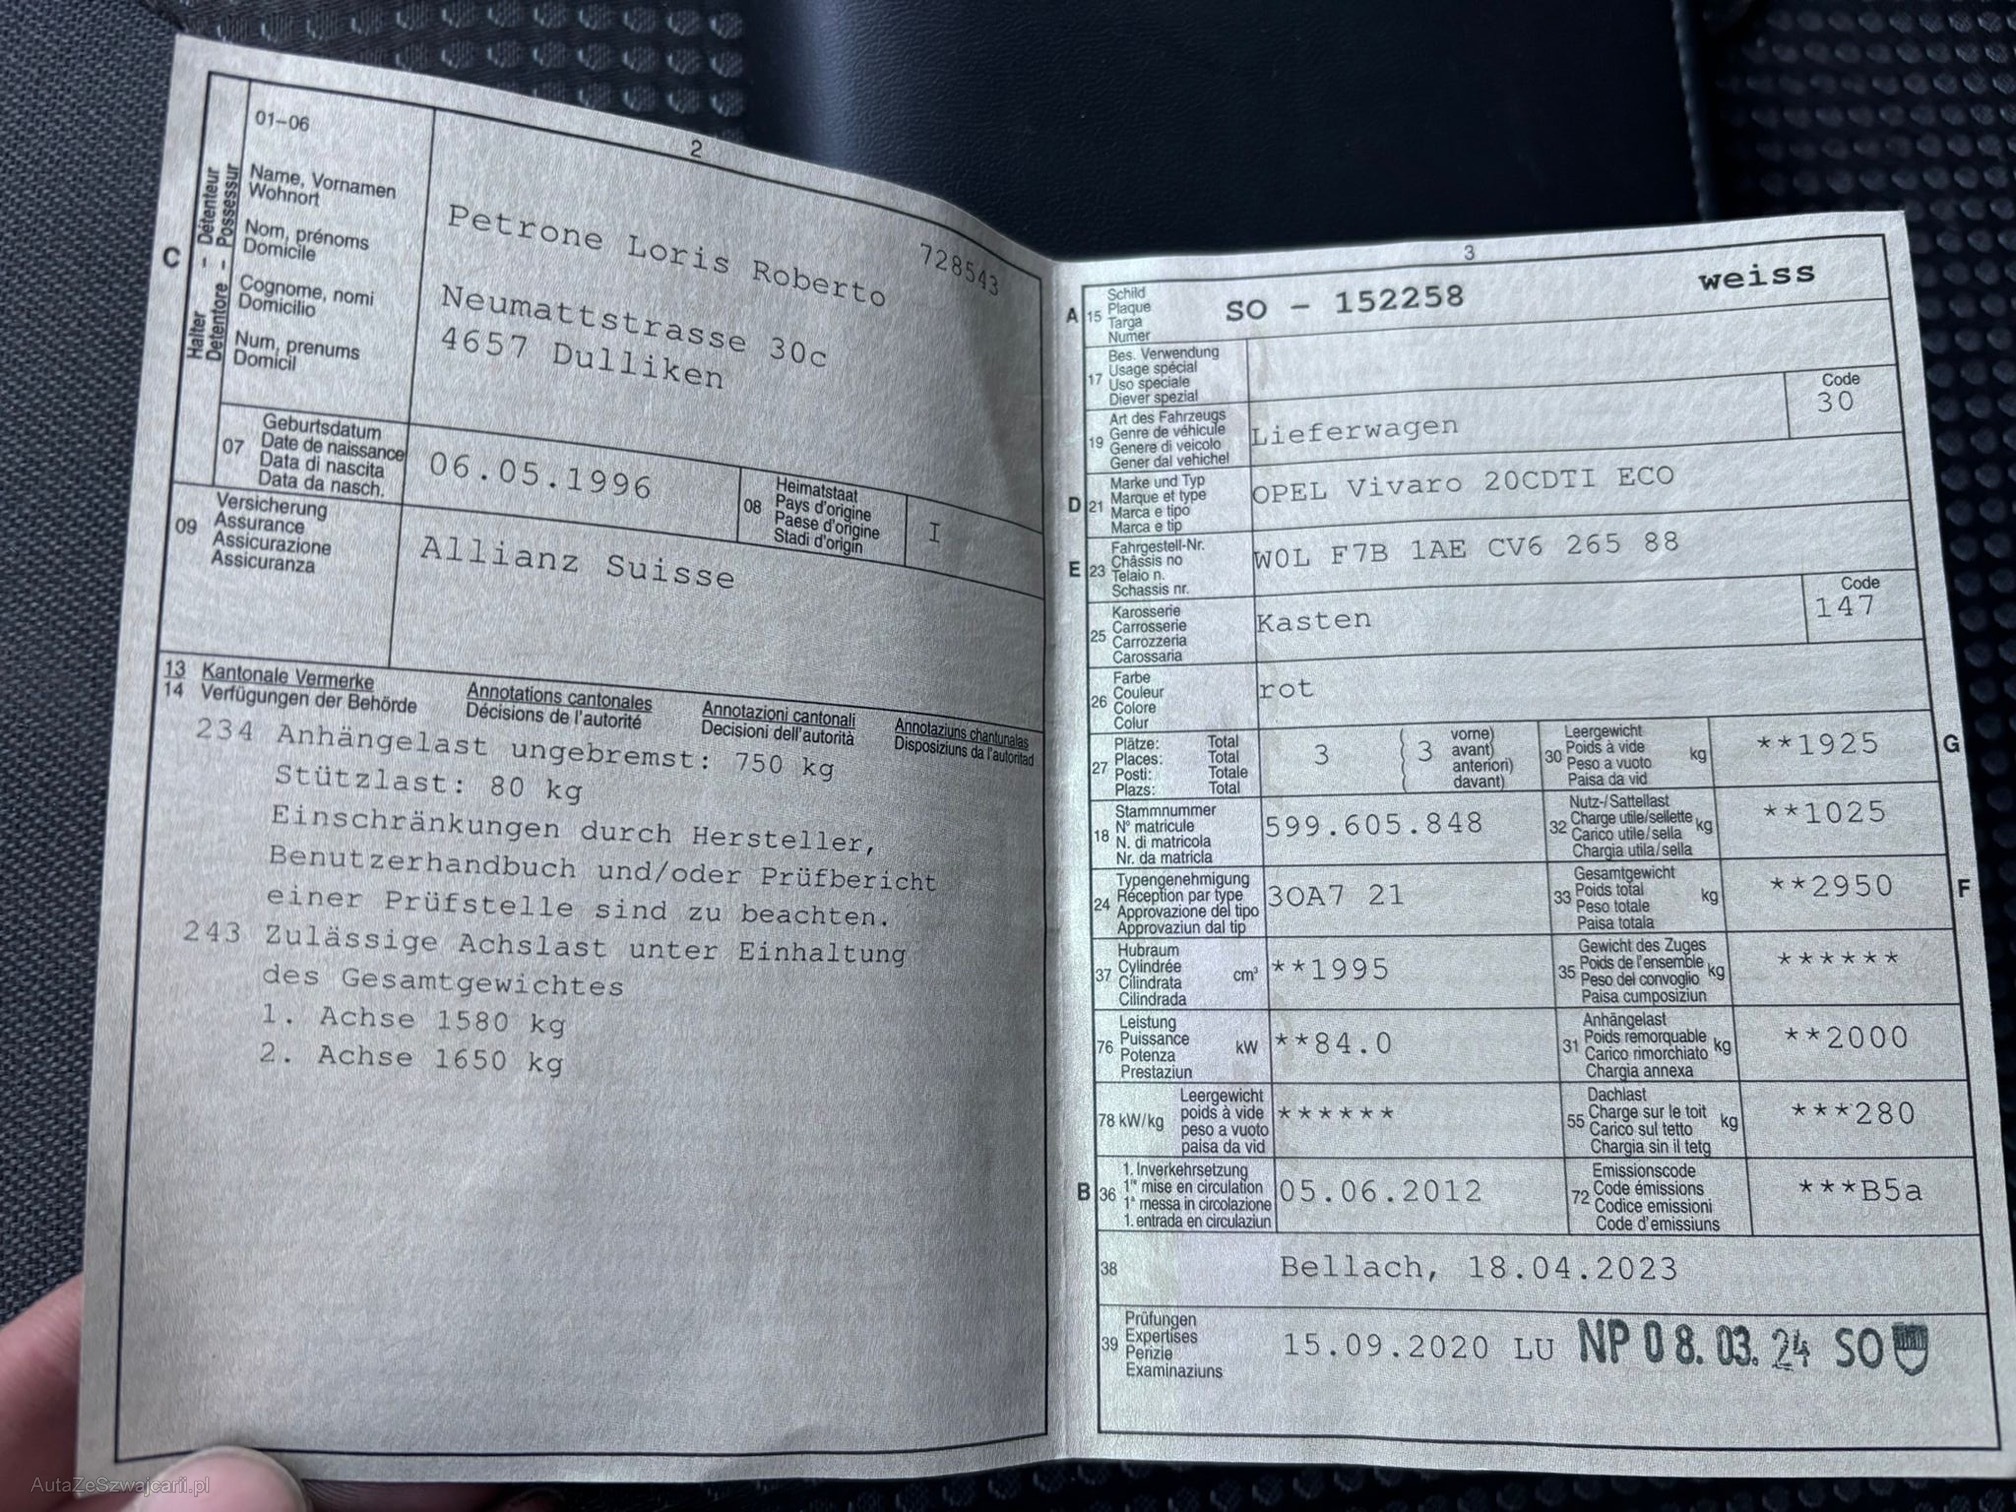 2
01–06
C
Halter - Détenteur
Detentore - Possessur
Name, Vornamen
Wohnort
Nom, prénoms
Domicile
Cognome, nomi
Domicilio
Num, prenums
Domicil
728543
Petrone Loris Roberto
Neumattstrasse 30c
4657 Dulliken
07
Geburtsdatum
Date de naissance
Data di nascita
Data da nasch.
06.05.1996
08
Heimatstaat
Pays d'origine
Paese d'origine
Stadi d'origin
I
09
Versicherung
Assurance
Assicurazione
Assicuranza
Allianz Suisse
13 Kantonale Vermerke
14 Verfügungen der Behörde
Annotations cantonales
Décisions de l'autorité
Annotazioni cantonali
Decisioni dell'autorità
Annotaziuns chantunalas
Disposiziuns da l'autoritad
234 Anhängelast ungebremst: 750 kg
Stützlast: 80 kg
Einschränkungen durch Hersteller,
Benutzerhandbuch und/oder Prüfbericht
einer Prüfstelle sind zu beachten.
243 Zulässige Achslast unter Einhaltung
des Gesamtgewichtes
1. Achse 1580 kg
2. Achse 1650 kg
3
A 15
Schild
Plaque
Targa
Numer
SO - 152258 weiss
17
Bes. Verwendung
Usage spécial
Uso speciale
Diever spezial
19
Art des Fahrzeugs
Genre de véhicule
Genere di veicolo
Gener dal vehichel
Lieferwagen
Code
30
D 21
Marke und Typ
Marque et type
Marca e tipo
Marca e tip
OPEL Vivaro 20CDTI ECO
E 23
Fahrgestell-Nr.
Châssis no
Telaio n.
Schassis nr.
W0L F7B 1AE CV6 265 88
25
Karosserie
Carrosserie
Carrozzeria
Carossaria
Kasten
Code
147
26
Farbe
Couleur
Colore
Colur
rot
27
Plätze: Total
Places: Total
Posti: Totale
Plazs: Total
3
3
vorne)
avant)
anteriori)
davant)
30
Leergewicht
Poids à vide
Peso a vuoto
Paisa da vid
kg
**1925
G
18
Stammnummer
N° matricule
N. di matricola
Nr. da matricla
599.605.848
32
Nutz-/Sattellast
Charge utile/sellette
Carico utile/sella
Chargia utila/sella
kg
**1025
24
Typengenehmigung
Réception par type
Approvazione del tipo
Approvaziun dal tip
3OA7 21
33
Gesamtgewicht
Poids total
Peso totale
Paisa totala
kg
**2950
F
37
Hubraum
Cylindrée
Cilindrata
Cilindrada
cm³
**1995
35
Gewicht des Zuges
Poids de l'ensemble
Peso del convoglio
Paisa cumposiziun
kg
******
76
Leistung
Puissance
Potenza
Prestaziun
kW
**84.0
31
Anhängelast
Poids remorquable
Carico rimorchiato
Chargia annexa
kg
**2000
78 kW/kg
Leergewicht
poids à vide
peso a vuoto
paisa da vid
******
55
Dachlast
Charge sur le toit
Carico sul tetto
Chargia sin il tetg
kg
***280
B 36
1. Inverkehrsetzung
1re mise en circulation
1a messa in circolazione
1. entrada en circulaziun
05.06.2012
72
Emissionscode
Code émissions
Codice emissioni
Code d'emissiuns
***B5a
38
Bellach, 18.04.2023
39
Prüfungen
Expertises
Perizie
Examinaziuns
15.09.2020 LU NP 08.03.24 SO
AutaZeSzwajcarii.pl